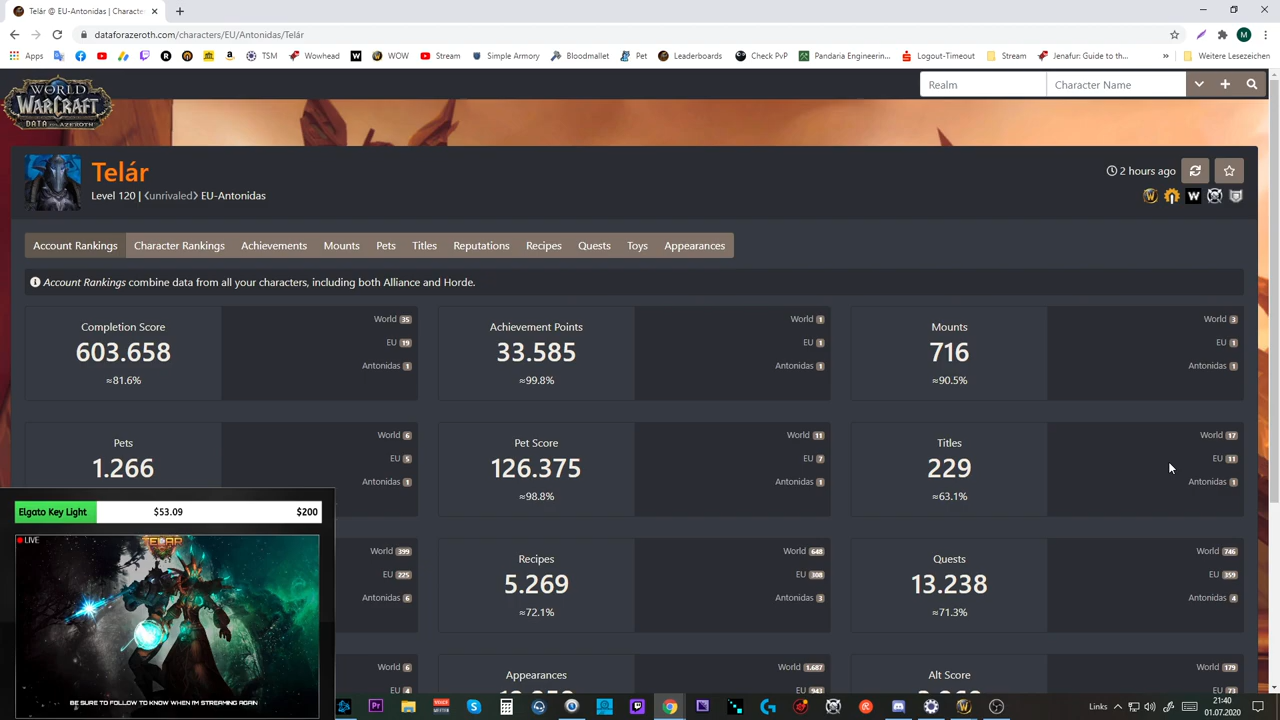 Telár @ EU-Antonidas | Characte
dataforazeroth.com/characters/EU/Antonidas/Telár
M
Apps
TSM
Wowhead
WOW
Stream
Simple Armory
Bloodmallet
Pet
Leaderboards
Check PvP
Pandaria Engineerin...
Logout-Timeout
Stream
Jenafur: Guide to th...
»
Weitere Lesezeichen
WORLD
WARCRAFT
DATA FOR AZEROTH
Realm
Character Name
Telár
2 hours ago
Level 120 | <unrivaled> EU-Antonidas
Account Rankings
Character Rankings
Achievements
Mounts
Pets
Titles
Reputations
Recipes
Quests
Toys
Appearances
Account Rankings combine data from all your characters, including both Alliance and Horde.
Completion Score
603.658
≈81.6%
World 35
EU 19
Antonidas 1
Achievement Points
33.585
≈99.8%
World 1
EU 1
Antonidas 1
Mounts
716
≈90.5%
World 3
EU 1
Antonidas 1
Pets
1.266
World 6
EU 5
Antonidas 1
Pet Score
126.375
≈98.8%
World 11
EU 7
Antonidas 1
Titles
229
≈63.1%
World 17
EU 11
Antonidas 1
World 399
EU 225
Antonidas 6
Recipes
5.269
≈72.1%
World 648
EU 308
Antonidas 3
Quests
13.238
≈71.3%
World 746
EU 359
Antonidas 4
World 6
EU 4
Appearances
World 1.687
EU 943
Alt Score
World 179
EU 73
Elgato Key Light
$53.09
$200
LIVE
TELAR
BE SURE TO FOLLOW TO KNOW WHEN I'M STREAMING AGAIN
Links
21:40
01.07.2020